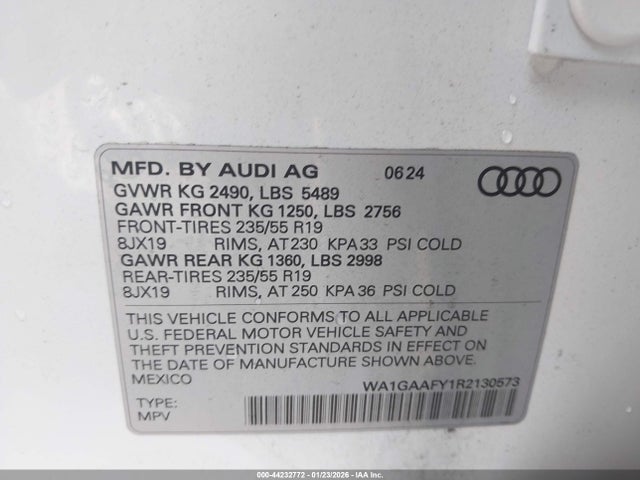 MFD. BY AUDI AG 06 24
GVWR KG 2490, LBS 5489
GAWR FRONT KG 1250, LBS 2756
FRONT-TIRES 235/55 R19
8JX19 RIMS, AT 230 KPA 33 PSI COLD
GAWR REAR KG 1360, LBS 2998
REAR-TIRES 235/55 R19
8JX19 RIMS, AT 250 KPA 36 PSI COLD
THIS VEHICLE CONFORMS TO ALL APPLICABLE
U.S. FEDERAL MOTOR VEHICLE SAFETY AND
THEFT PREVENTION STANDARDS IN EFFECT ON
THE DATE OF MANUFACTURE SHOWN ABOVE.
MEXICO WA1GAAFY1R2130573
TYPE:
MPV
000-44232772 - 01/23/2026 - IAA Inc.